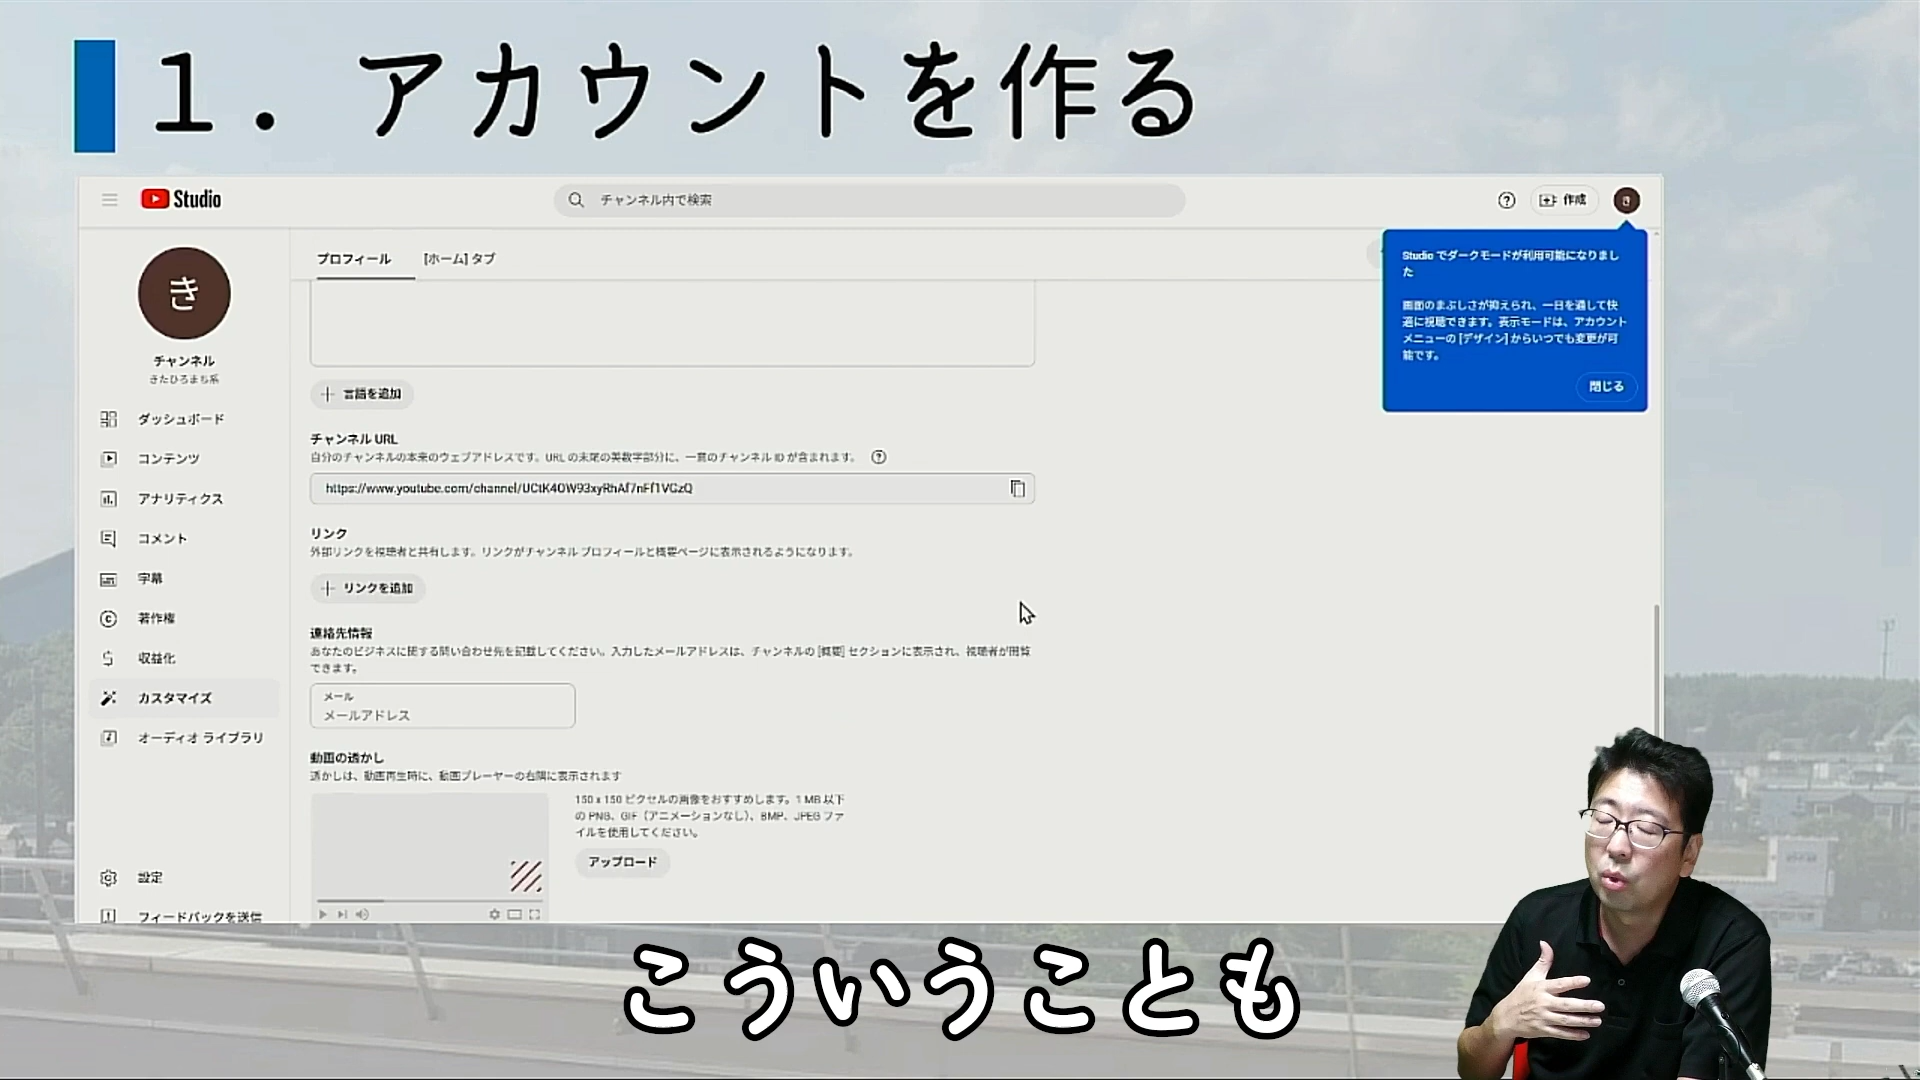 １．アカウントを作る
Studio
チャンネル内で検索
作成
き
Studio でダークモードが利用可能になりまし
た
画面のまぶしさが抑えられ、一日を通して快
適に視聴できます。表示モードは、アカウント
メニューの [デザイン] からいつでも変更が可
能です。
閉じる
き
チャンネル
きたひろまち系
ダッシュボード
コンテンツ
アナリティクス
コメント
字幕
著作権
収益化
カスタマイズ
オーディオ ライブラリ
設定
フィードバックを送信
プロフィール
[ホーム] タブ
言語を追加
チャンネル URL
自分のチャンネルの本来のウェブアドレスです。URL の末尾の英数字部分に、一意のチャンネル ID が含まれます。
リンク
外部リンクを視聴者と共有します。リンクがチャンネル プロフィールと概要ページに表示されるようになります。
リンクを追加
連絡先情報
あなたのビジネスに関する問い合わせ先を記載してください。入力したメールアドレスは、チャンネルの [概要] セクションに表示され、視聴者が閲覧
できます。
メール
メールアドレス
動画の透かし
透かしは、動画再生時に、動画プレーヤーの右隅に表示されます
150 x 150 ピクセルの画像をおすすめします。1 MB 以下
の PNG、GIF（アニメーションなし）、BMP、JPEG ファ
イルを使用してください。
アップロード
こういうことも